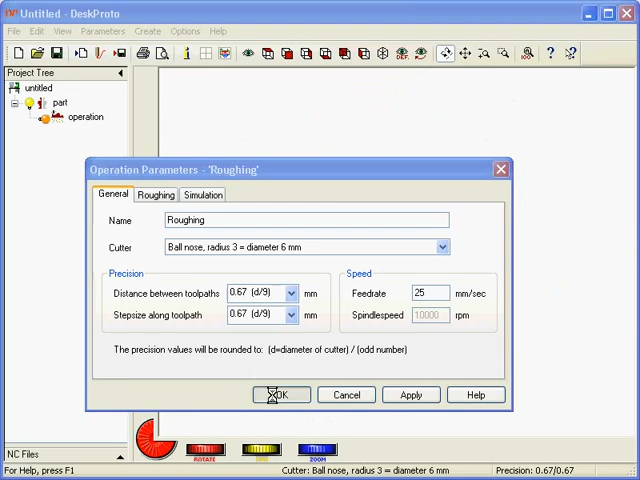 Untitled - DeskProto
File Edit View Parameters Create Options Help
DEF.
100
Project Tree
untitled
part
operation
Operation Parameters - 'Roughing'
General Roughing Simulation
Name Roughing
Cutter Ball nose, radius 3 = diameter 6 mm
Precision
Distance between toolpaths 0.67 (d/9) mm
Stepsize along toolpath 0.67 (d/9) mm
Speed
Feedrate 25 mm/sec
Spindlespeed 10000 rpm
The precision values will be rounded to: (d=diameter of cutter) / (odd number)
OK Cancel Apply Help
NC Files
ROTATE ZOOM
For Help, press F1 Cutter: Ball nose, radius 3 = diameter 6 mm Precision: 0.67/0.67